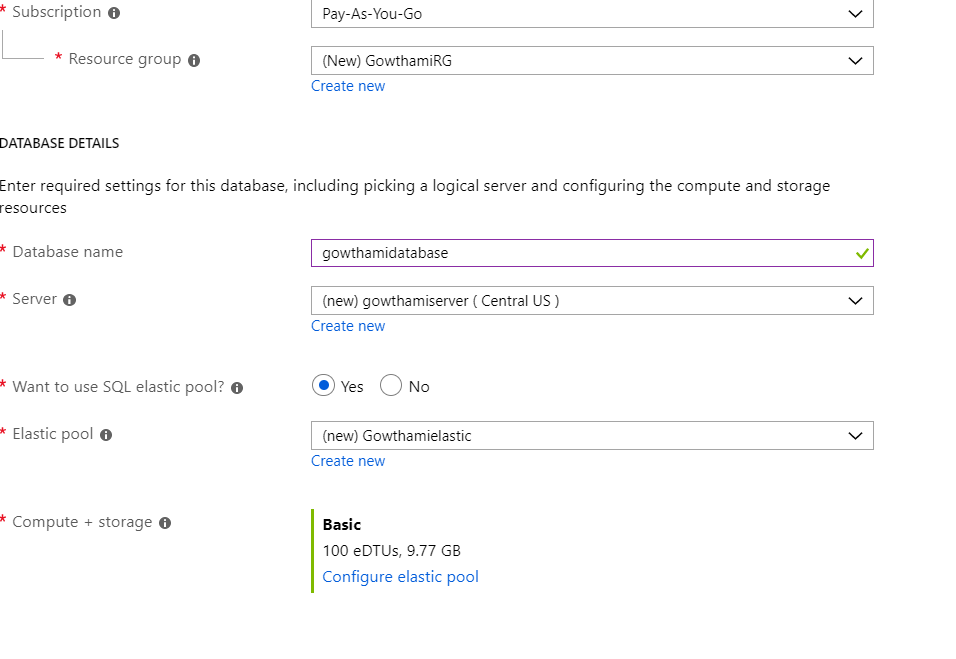 * Subscription
Pay-As-You-Go
* Resource group
(New) GowthamiRG
Create new
DATABASE DETAILS
Enter required settings for this database, including picking a logical server and configuring the compute and storage
resources
* Database name
gowthamidatabase
* Server
(new) gowthamiserver ( Central US )
Create new
* Want to use SQL elastic pool?
Yes No
* Elastic pool
(new) Gowthamielastic
Create new
* Compute + storage
Basic
100 eDTUs, 9.77 GB
Configure elastic pool